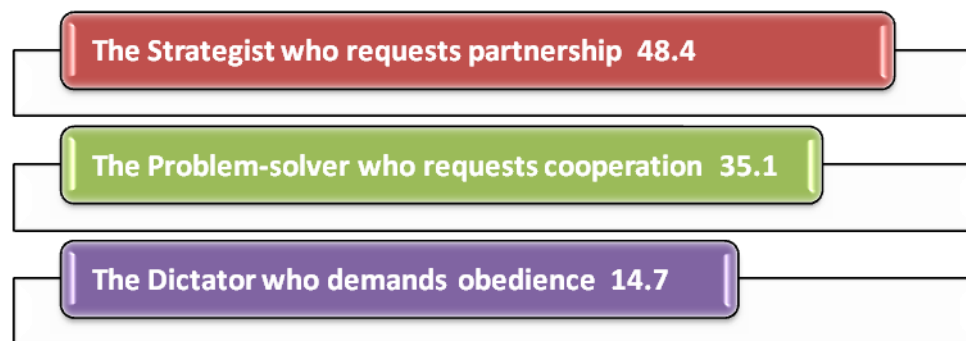 The Strategist who requests partnership 48.4
The Problem-solver who requests cooperation 35.1
The Dictator who demands obedience 14.7